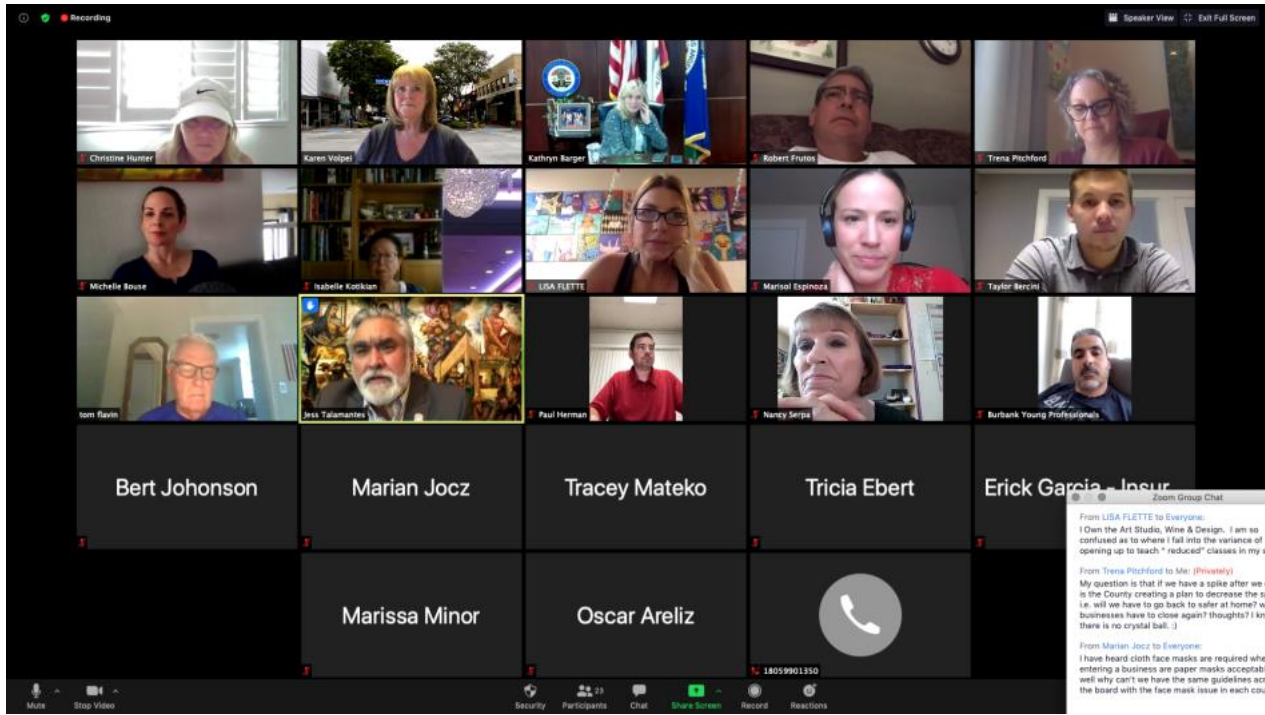 Recording
Speaker View
Exit Full Screen
Christine Hunter
Karen Volpei
Kathryn Barger
Robert Frutos
Trena Pitchford
Michelle Bouse
Isabelle Kotikian
LISA FLETTE
Marisol Espinoza
Taylor Bercini
tom flavin
Jess Talamantes
Paul Herman
Nancy Serpa
Burbank Young Professionals
Bert Johonson
Marian Jocz
Tracey Mateko
Tricia Ebert
Erick Garcia - Insur
Marissa Minor
Oscar Areliz
18059901350
Zoom Group Chat
From LISA FLETTE to Everyone:
I Own the Art Studio, Wine & Design. I am so
confused as to where I fall into the variance of
opening up to teach " reduced" classes in my
From Trena Pitchford to Me: (Privately)
My question is that if we have a spike after we
is the County creating a plan to decrease the
i.e. will we have to go back to safer at home?
businesses have to close again? thoughts? I
there is no crystal ball. :)
From Marian Jocz to Everyone:
I have heard cloth face masks are required
entering a business are paper masks
well why can't we have the same guidelines
the board with the face mask issue in each
Mute
Stop Video
Security
Participants
23
Chat
Share Screen
Record
Reactions